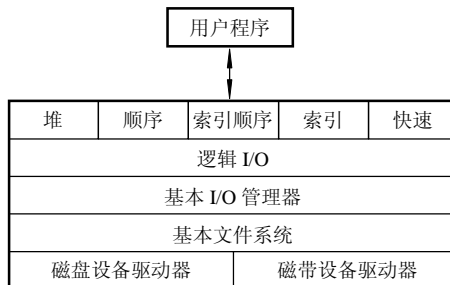 用户程序
堆 顺序 索引顺序 索引 快速
逻辑 I/O
基本 I/O 管理器
基本文件系统
磁盘设备驱动器 磁带设备驱动器